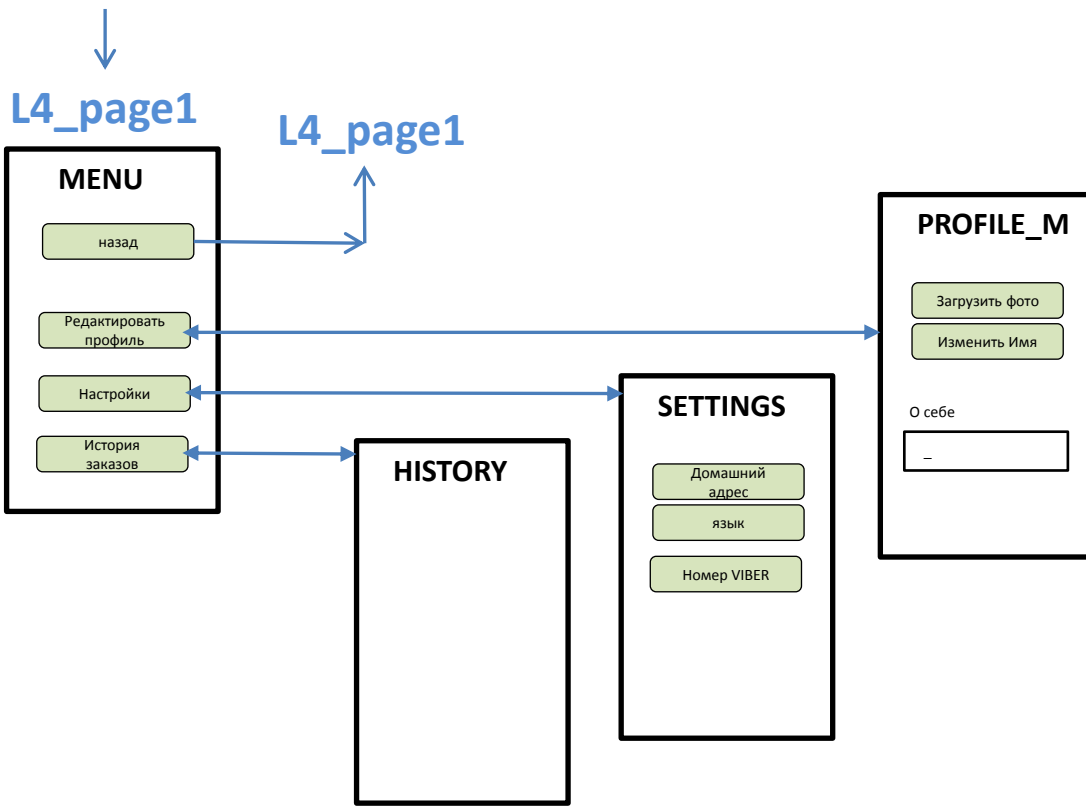 L4_page1
L4_page1
MENU
назад
Редактировать
профиль
Настройки
История
заказов
HISTORY
SETTINGS
Домашний
адрес
язык
Номер VIBER
PROFILE_M
Загрузить фото
Изменить Имя
О себе
_